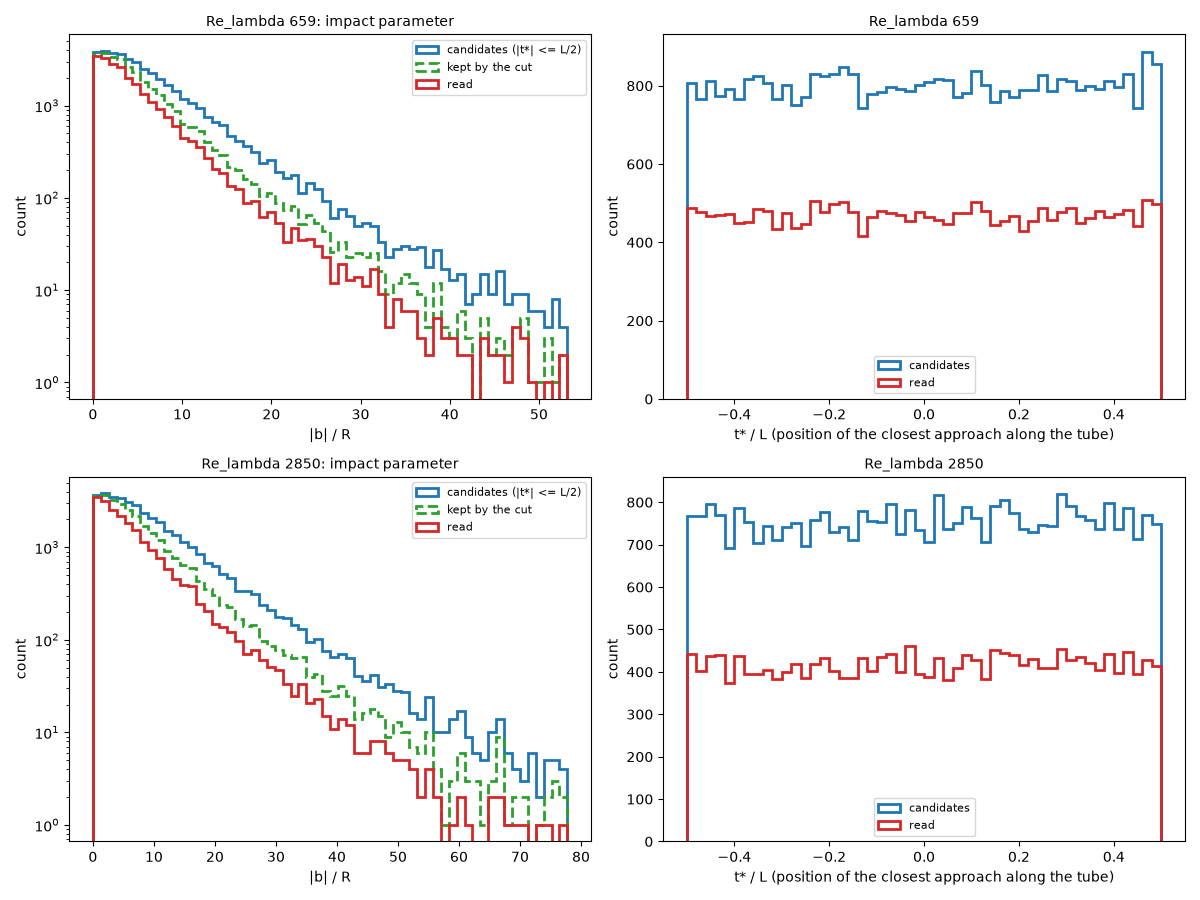 Re_lambda 659: impact parameter
candidates (|t*| <= L/2)
kept by the cut
read
count
10³
10²
10¹
10⁰
0 10 20 30 40 50
|b| / R
Re_lambda 659
count
800
600
400
200
0
candidates
read
−0.4 −0.2 0.0 0.2 0.4
t* / L (position of the closest approach along the tube)
Re_lambda 2850: impact parameter
candidates (|t*| <= L/2)
kept by the cut
read
count
10³
10²
10¹
10⁰
0 10 20 30 40 50 60 70 80
|b| / R
Re_lambda 2850
count
800
700
600
500
400
300
200
100
0
candidates
read
−0.4 −0.2 0.0 0.2 0.4
t* / L (position of the closest approach along the tube)